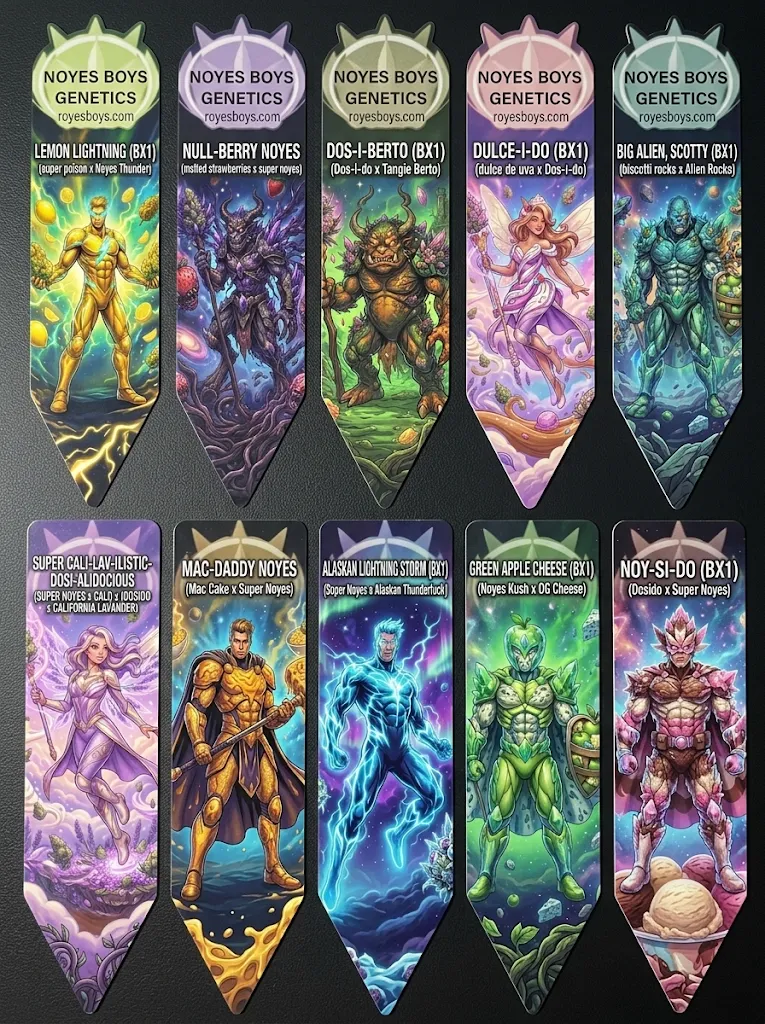 NOYES BOYS
GENETICS
royesboys.com
LEMON LIGHTNING (BX1)
(super poison x Neyes Thunder)
NOYES BOYS
GENETICS
royesboys.com
NULL-BERRY NOYES
(msfted strawberries s super noyes)
NOYES BOYS
GENETICS
royesboys.com
DOS-I-BERTO (BX1)
(Dos-I-do x Tangie Berto)
NOYES BOYS
GENETICS
royesboys.com
DULCE-I-DO (BX1)
(dulce de uva x Dos-I-do)
NOYES BOYS
GENETICS
royesboys.com
BIG ALIEN, SCOTTY (BX1)
(biscotti rocks x Alien Rocks)
SUPER CALI-LAV-ILISTIC-
DOSI-ALIDOCIOUS
(SUPER NOYES x CALI) x (DOSIDO
x CALIFORNIA LAVANDER)
MAC-DADDY NOYES
(Mac Cake x Super Noyes)
ALASKAN LIGHTNING STORM (BX1)
(Soper Noyes x Alaskan Thunderfuck)
GREEN APPLE CHEESE (BX1)
(Noyes Kush x OG Cheese)
NOY-SI-DO (BX1)
(Dosido x Super Noyes)